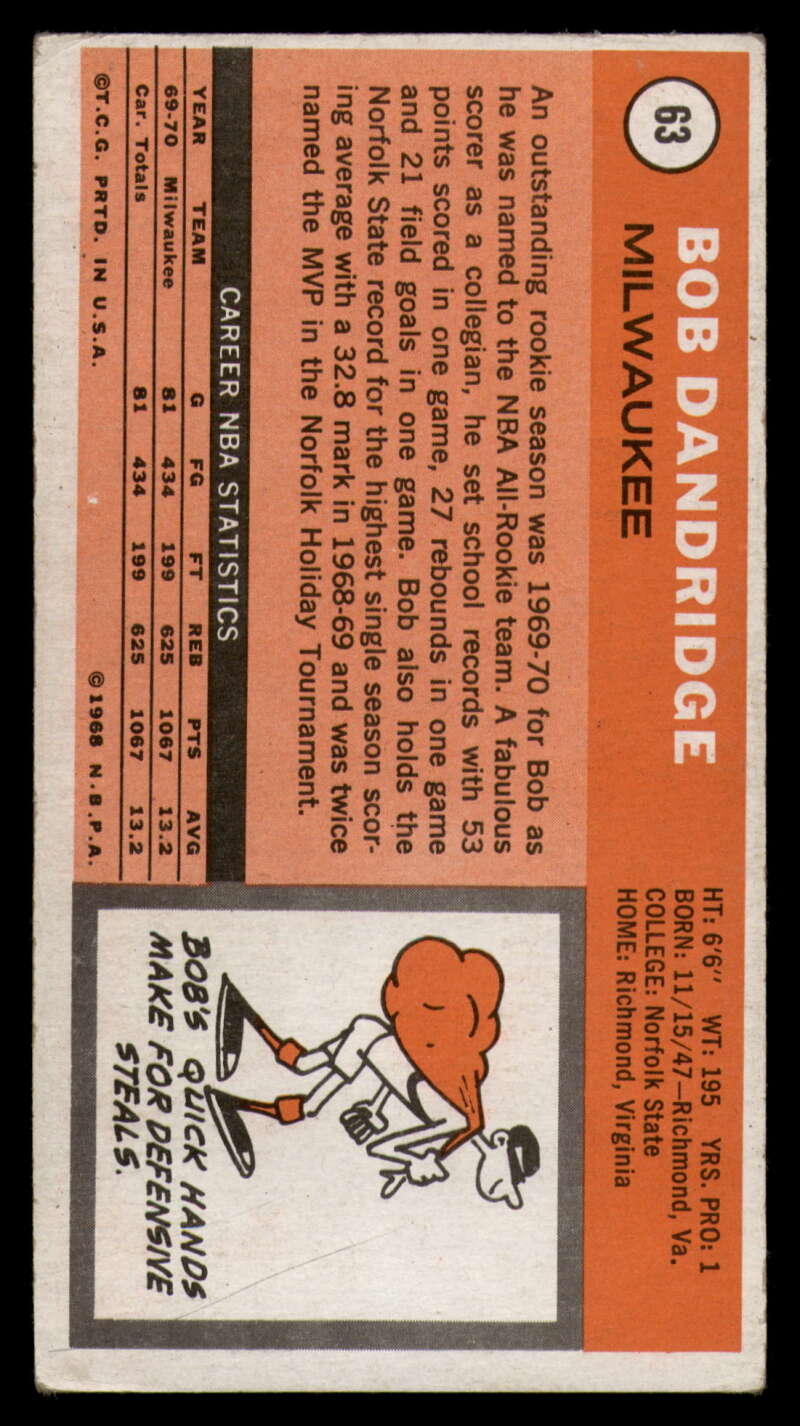 63
BOB DANDRIDGE
MILWAUKEE
HT: 6'6" WT: 195 YRS. PRO: 1
BORN: 11/15/47—Richmond, Va.
COLLEGE: Norfolk State
HOME: Richmond, Virginia
An outstanding rookie season was 1969-70 for Bob as
he was named to the NBA All-Rookie team. A fabulous
scorer as a collegian, he set school records with 53
points scored in one game, 27 rebounds in one game
and 21 field goals in one game. Bob also holds the
Norfolk State record for the highest single season scor-
ing average with a 32.8 mark in 1968-69 and was twice
named the MVP in the Norfolk Holiday Tournament.
CAREER NBA STATISTICS
YEAR TEAM G FG FT REB PTS AVG
69-70 Milwaukee 81 434 199 625 1067 13.2
Car. Totals 81 434 199 625 1067 13.2
©T.C.G. PRTD. IN U.S.A. ©1968 N.B.P.A.
BOB'S QUICK HANDS
MAKE FOR DEFENSIVE
STEALS.